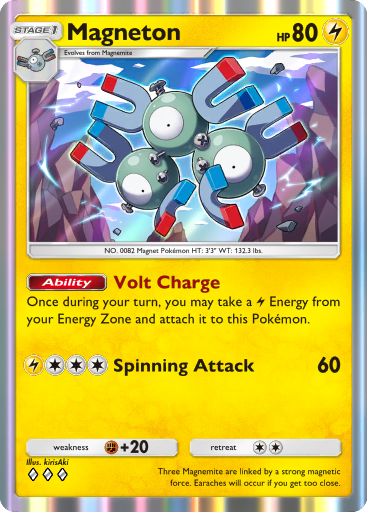 STAGE 1
Magneton
HP 80
Evolves from Magnemite
NO. 0082 Magnet Pokémon HT: 3'3" WT: 132.3 lbs.
Ability Volt Charge
Once during your turn, you may take a Energy from
your Energy Zone and attach it to this Pokémon.
Spinning Attack 60
weakness +20 retreat
Illus. kirisAki
Three Magnemite are linked by a strong magnetic
force. Earaches will occur if you get too close.